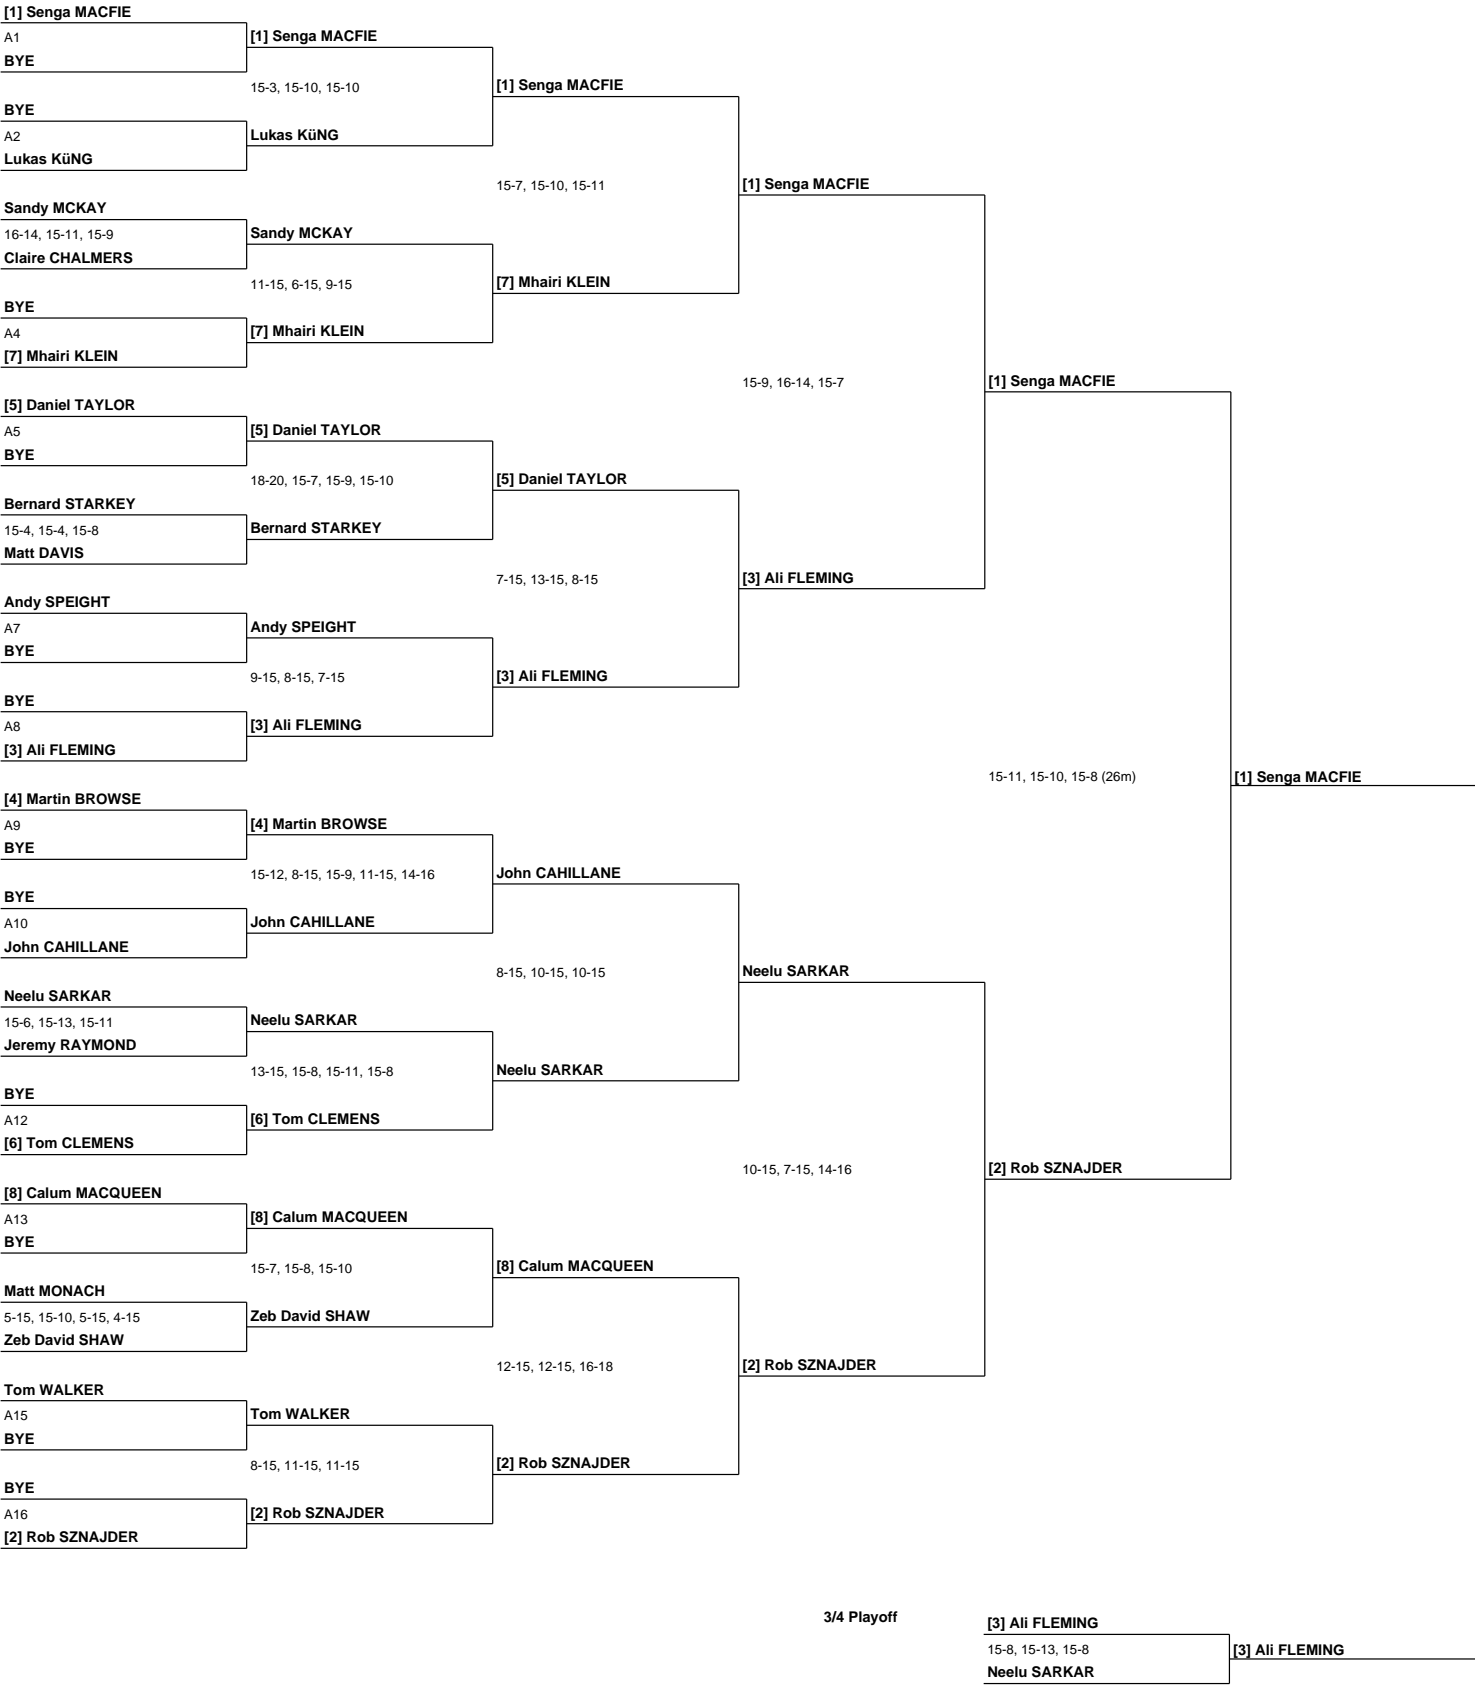 [1] Senga MACFIE
A1
BYE
BYE
A2
Lukas KüNG
Sandy MCKAY
16-14, 15-11, 15-9
Claire CHALMERS
BYE
A4
[7] Mhairi KLEIN
[5] Daniel TAYLOR
A5
BYE
Bernard STARKEY
15-4, 15-4, 15-8
Matt DAVIS
Andy SPEIGHT
A7
BYE
BYE
A8
[3] Ali FLEMING
[4] Martin BROWSE
A9
BYE
BYE
A10
John CAHILLANE
Neelu SARKAR
15-6, 15-13, 15-11
Jeremy RAYMOND
BYE
A12
[6] Tom CLEMENS
[8] Calum MACQUEEN
A13
BYE
Matt MONACH
5-15, 15-10, 5-15, 4-15
Zeb David SHAW
Tom WALKER
A15
BYE
BYE
A16
[2] Rob SZNAJDER
[1] Senga MACFIE
15-3, 15-10, 15-10
Lukas KüNG
Sandy MCKAY
11-15, 6-15, 9-15
[7] Mhairi KLEIN
[5] Daniel TAYLOR
18-20, 15-7, 15-9, 15-10
Bernard STARKEY
Andy SPEIGHT
9-15, 8-15, 7-15
[3] Ali FLEMING
[4] Martin BROWSE
15-12, 8-15, 15-9, 11-15, 14-16
John CAHILLANE
Neelu SARKAR
13-15, 15-8, 15-11, 15-8
[6] Tom CLEMENS
[8] Calum MACQUEEN
15-7, 15-8, 15-10
Zeb David SHAW
Tom WALKER
8-15, 11-15, 11-15
[2] Rob SZNAJDER
[1] Senga MACFIE
15-7, 15-10, 15-11
[7] Mhairi KLEIN
[5] Daniel TAYLOR
7-15, 13-15, 8-15
[3] Ali FLEMING
John CAHILLANE
8-15, 10-15, 10-15
Neelu SARKAR
[8] Calum MACQUEEN
12-15, 12-15, 16-18
[2] Rob SZNAJDER
[1] Senga MACFIE
15-9, 16-14, 15-7
[3] Ali FLEMING
Neelu SARKAR
10-15, 7-15, 14-16
[2] Rob SZNAJDER
[1] Senga MACFIE
15-11, 15-10, 15-8 (26m)
[2] Rob SZNAJDER
[1] Senga MACFIE
3/4 Playoff
[3] Ali FLEMING
15-8, 15-13, 15-8
Neelu SARKAR
[3] Ali FLEMING